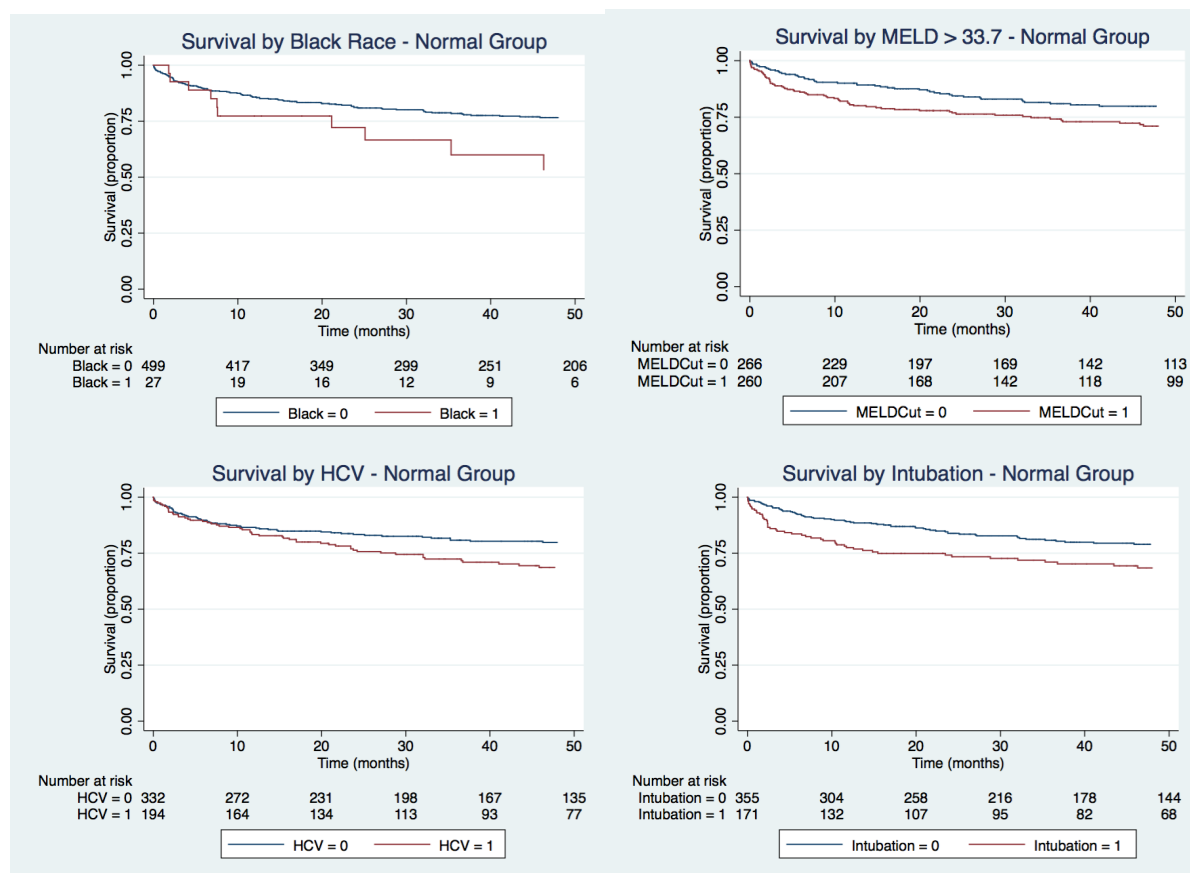 Survival by Black Race - Normal Group
Survival (proportion)
1.00
0.75
0.50
0.25
0.00
0 10 20 30 40 50
Time (months)
Number at risk
Black = 0 499 417 349 299 251 206
Black = 1 27 19 16 12 9 6
Black = 0 Black = 1
Survival by MELD > 33.7 - Normal Group
Survival (proportion)
1.00
0.75
0.50
0.25
0.00
0 10 20 30 40 50
Time (months)
Number at risk
MELDCut = 0 266 229 197 169 142 113
MELDCut = 1 260 207 168 142 118 99
MELDCut = 0 MELDCut = 1
Survival by HCV - Normal Group
Survival (proportion)
1.00
0.75
0.50
0.25
0.00
0 10 20 30 40 50
Time (months)
Number at risk
HCV = 0 332 272 231 198 167 135
HCV = 1 194 164 134 113 93 77
HCV = 0 HCV = 1
Survival by Intubation - Normal Group
Survival (proportion)
1.00
0.75
0.50
0.25
0.00
0 10 20 30 40 50
Time (months)
Number at risk
Intubation = 0 355 304 258 216 178 144
Intubation = 1 171 132 107 95 82 68
Intubation = 0 Intubation = 1